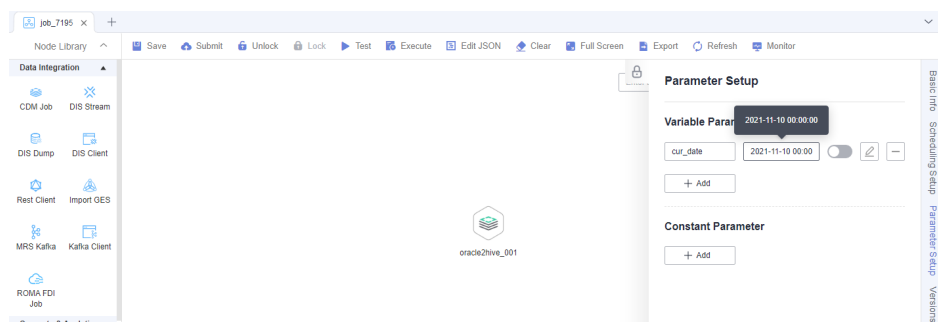 job_7195
Node Library
Save
Submit
Unlock
Lock
Test
Execute
Edit JSON
Clear
Full Screen
Export
Refresh
Monitor
Data Integration
CDM Job
DIS Stream
DIS Dump
DIS Client
Rest Client
Import GES
MRS Kafka
Kafka Client
ROMA FDI
Job
oracle2hive_001
Parameter Setup
Variable Param
2021-11-10 00:00:00
cur_date
2021-11-10 00:00
+ Add
Constant Parameter
+ Add
Basic Info
Scheduling Setup
Parameter Setup
Versions